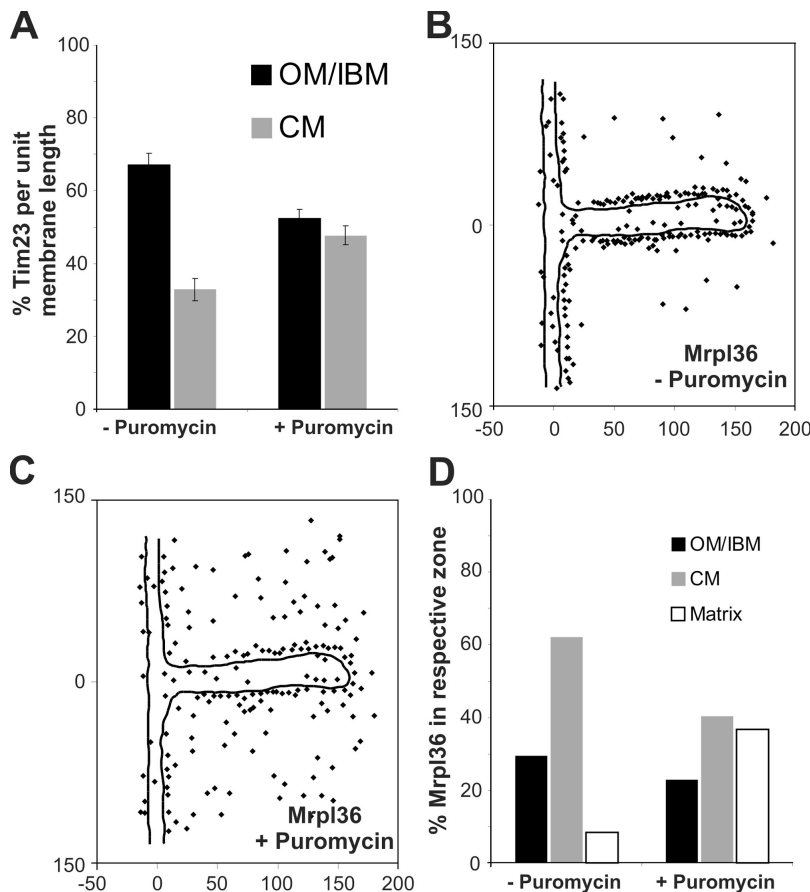 A
% Tim23 per unit
membrane length
100
80
60
40
20
0
OM/IBM
CM
- Puromycin
+ Puromycin
B
150
0
150
-50
0
50
100
150
200
Mrpl36
- Puromycin
C
150
0
150
-50
0
50
100
150
200
Mrpl36
+ Puromycin
D
% Mrpl36 in respective zone
100
80
60
40
20
0
OM/IBM
CM
Matrix
- Puromycin
+ Puromycin